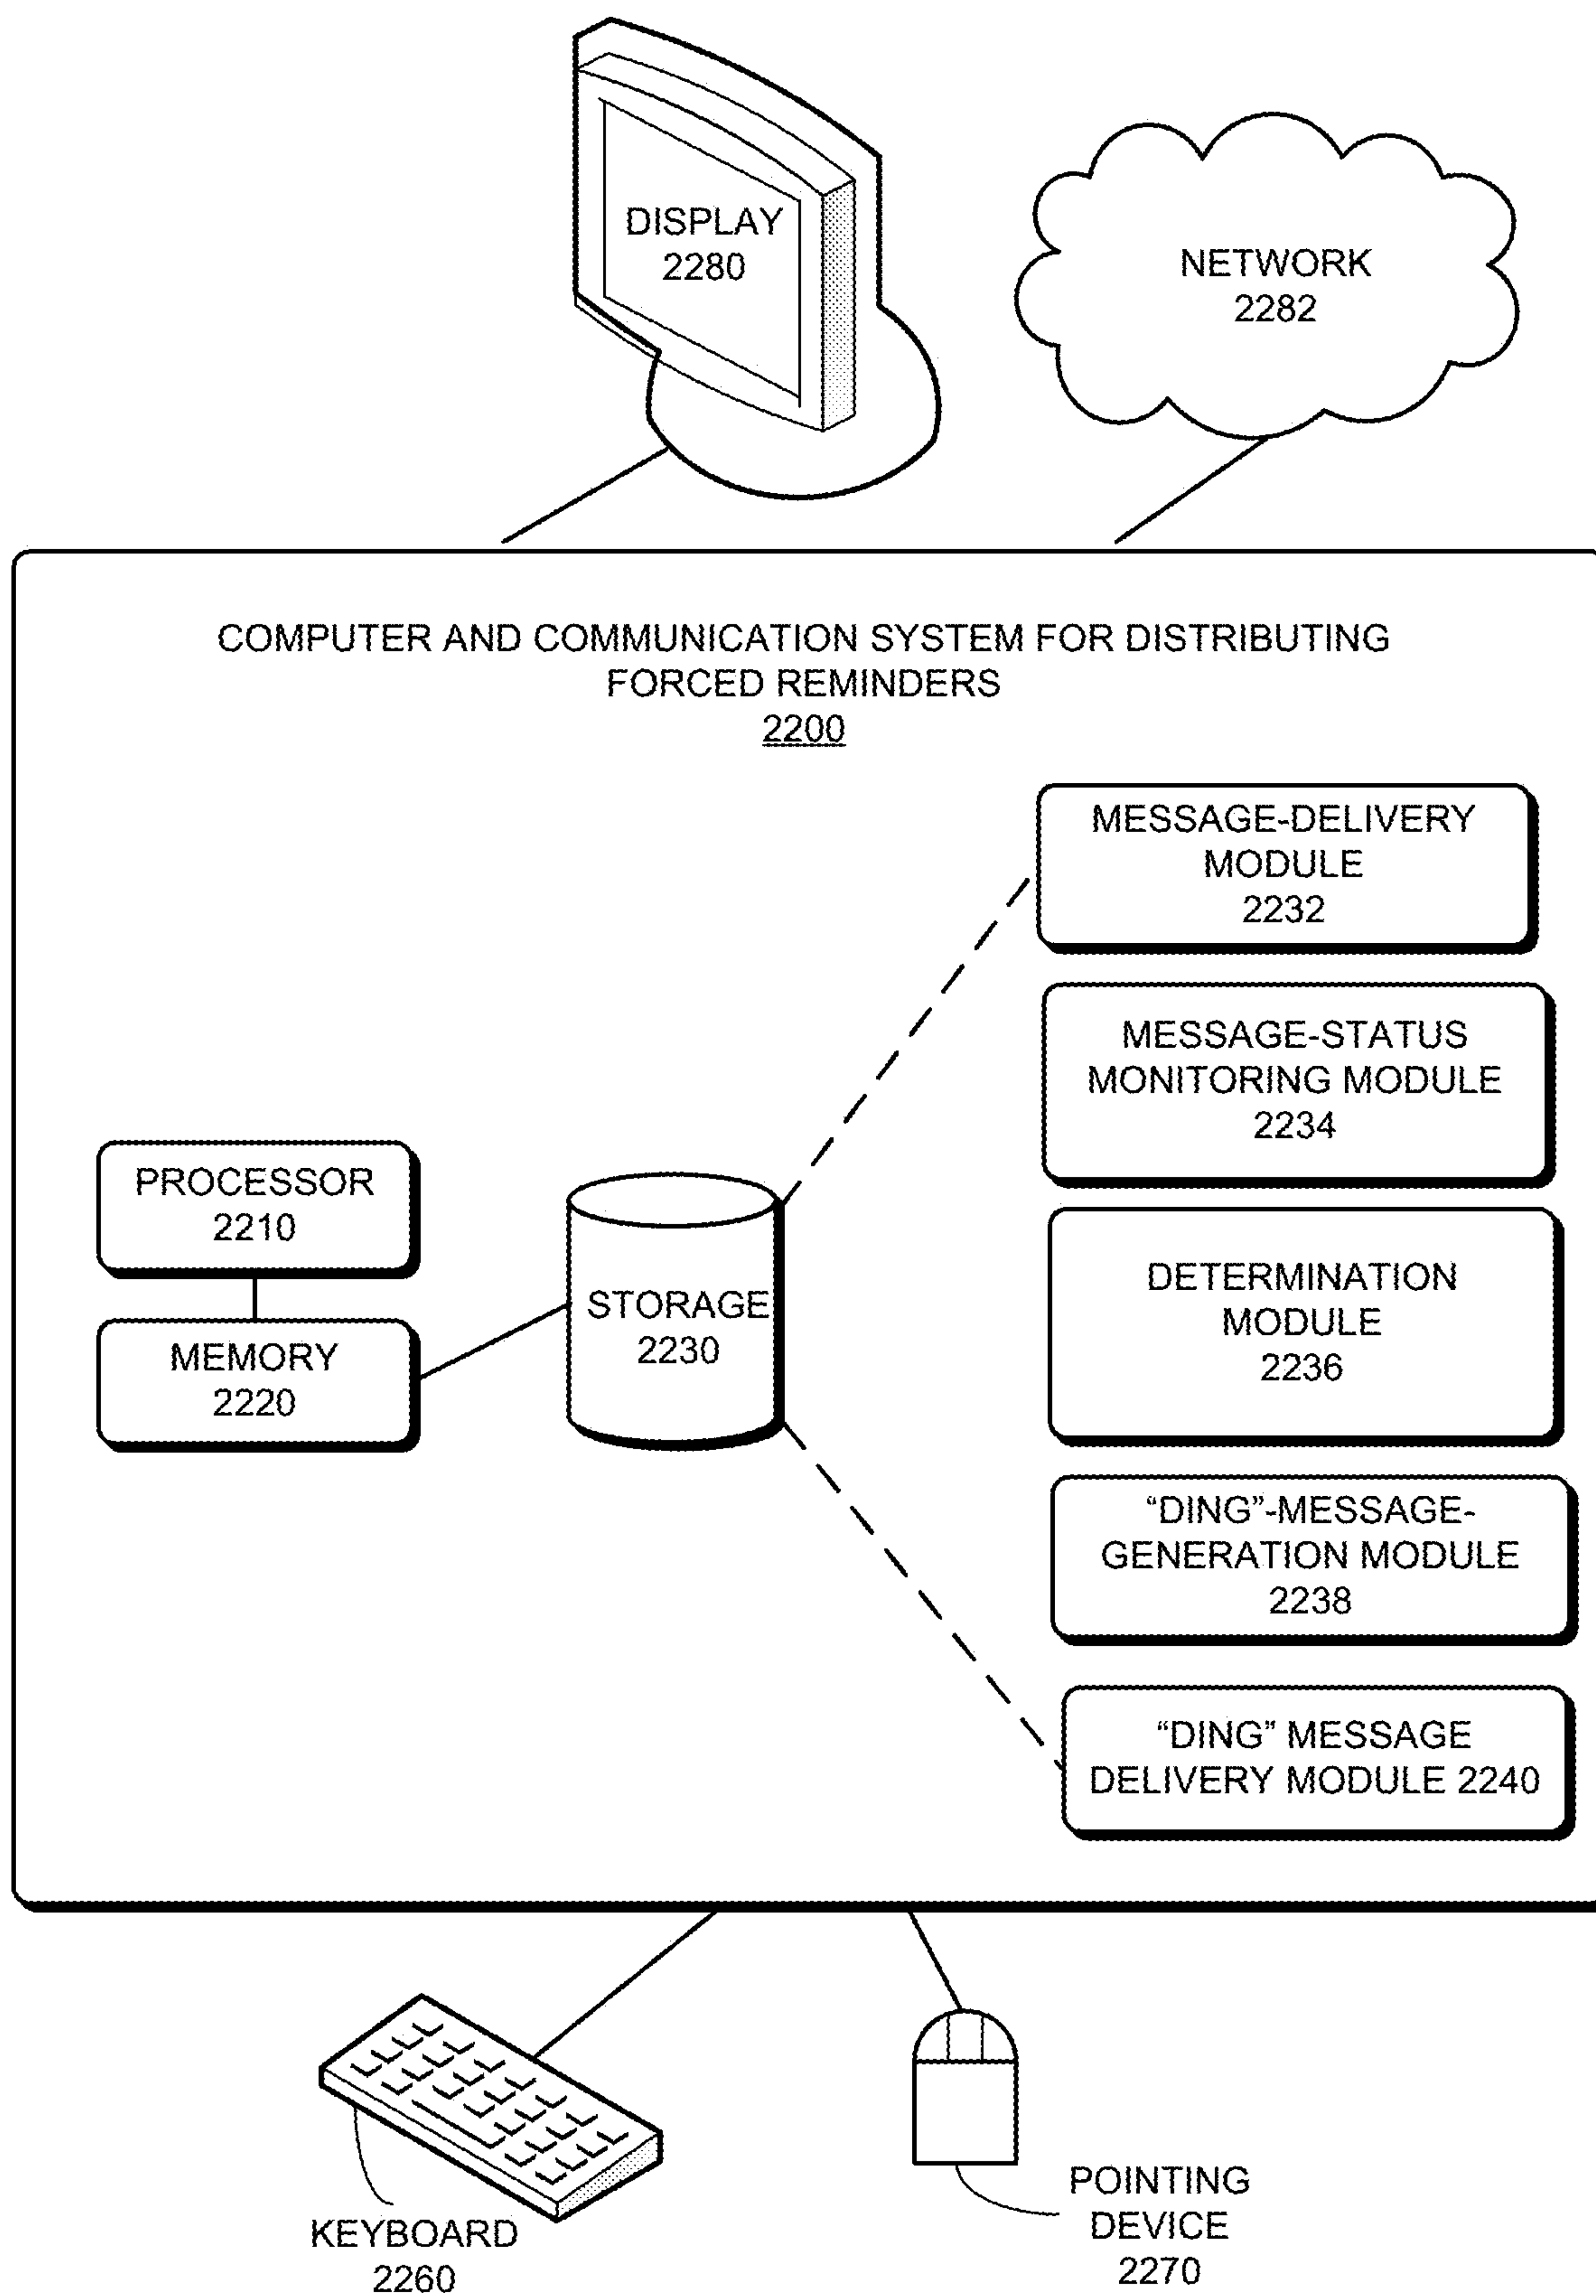 DISPLAY
2280
NETWORK
2282
COMPUTER AND COMMUNICATION SYSTEM FOR DISTRIBUTING
FORCED REMINDERS
2200
MESSAGE-DELIVERY
MODULE
2232
MESSAGE-STATUS
MONITORING MODULE
2234
PROCESSOR
2210
MEMORY
2220
STORAGE
2230
DETERMINATION
MODULE
2236
“DING”-MESSAGE-
GENERATION MODULE
2238
“DING” MESSAGE
DELIVERY MODULE 2240
KEYBOARD
2260
POINTING
DEVICE
2270